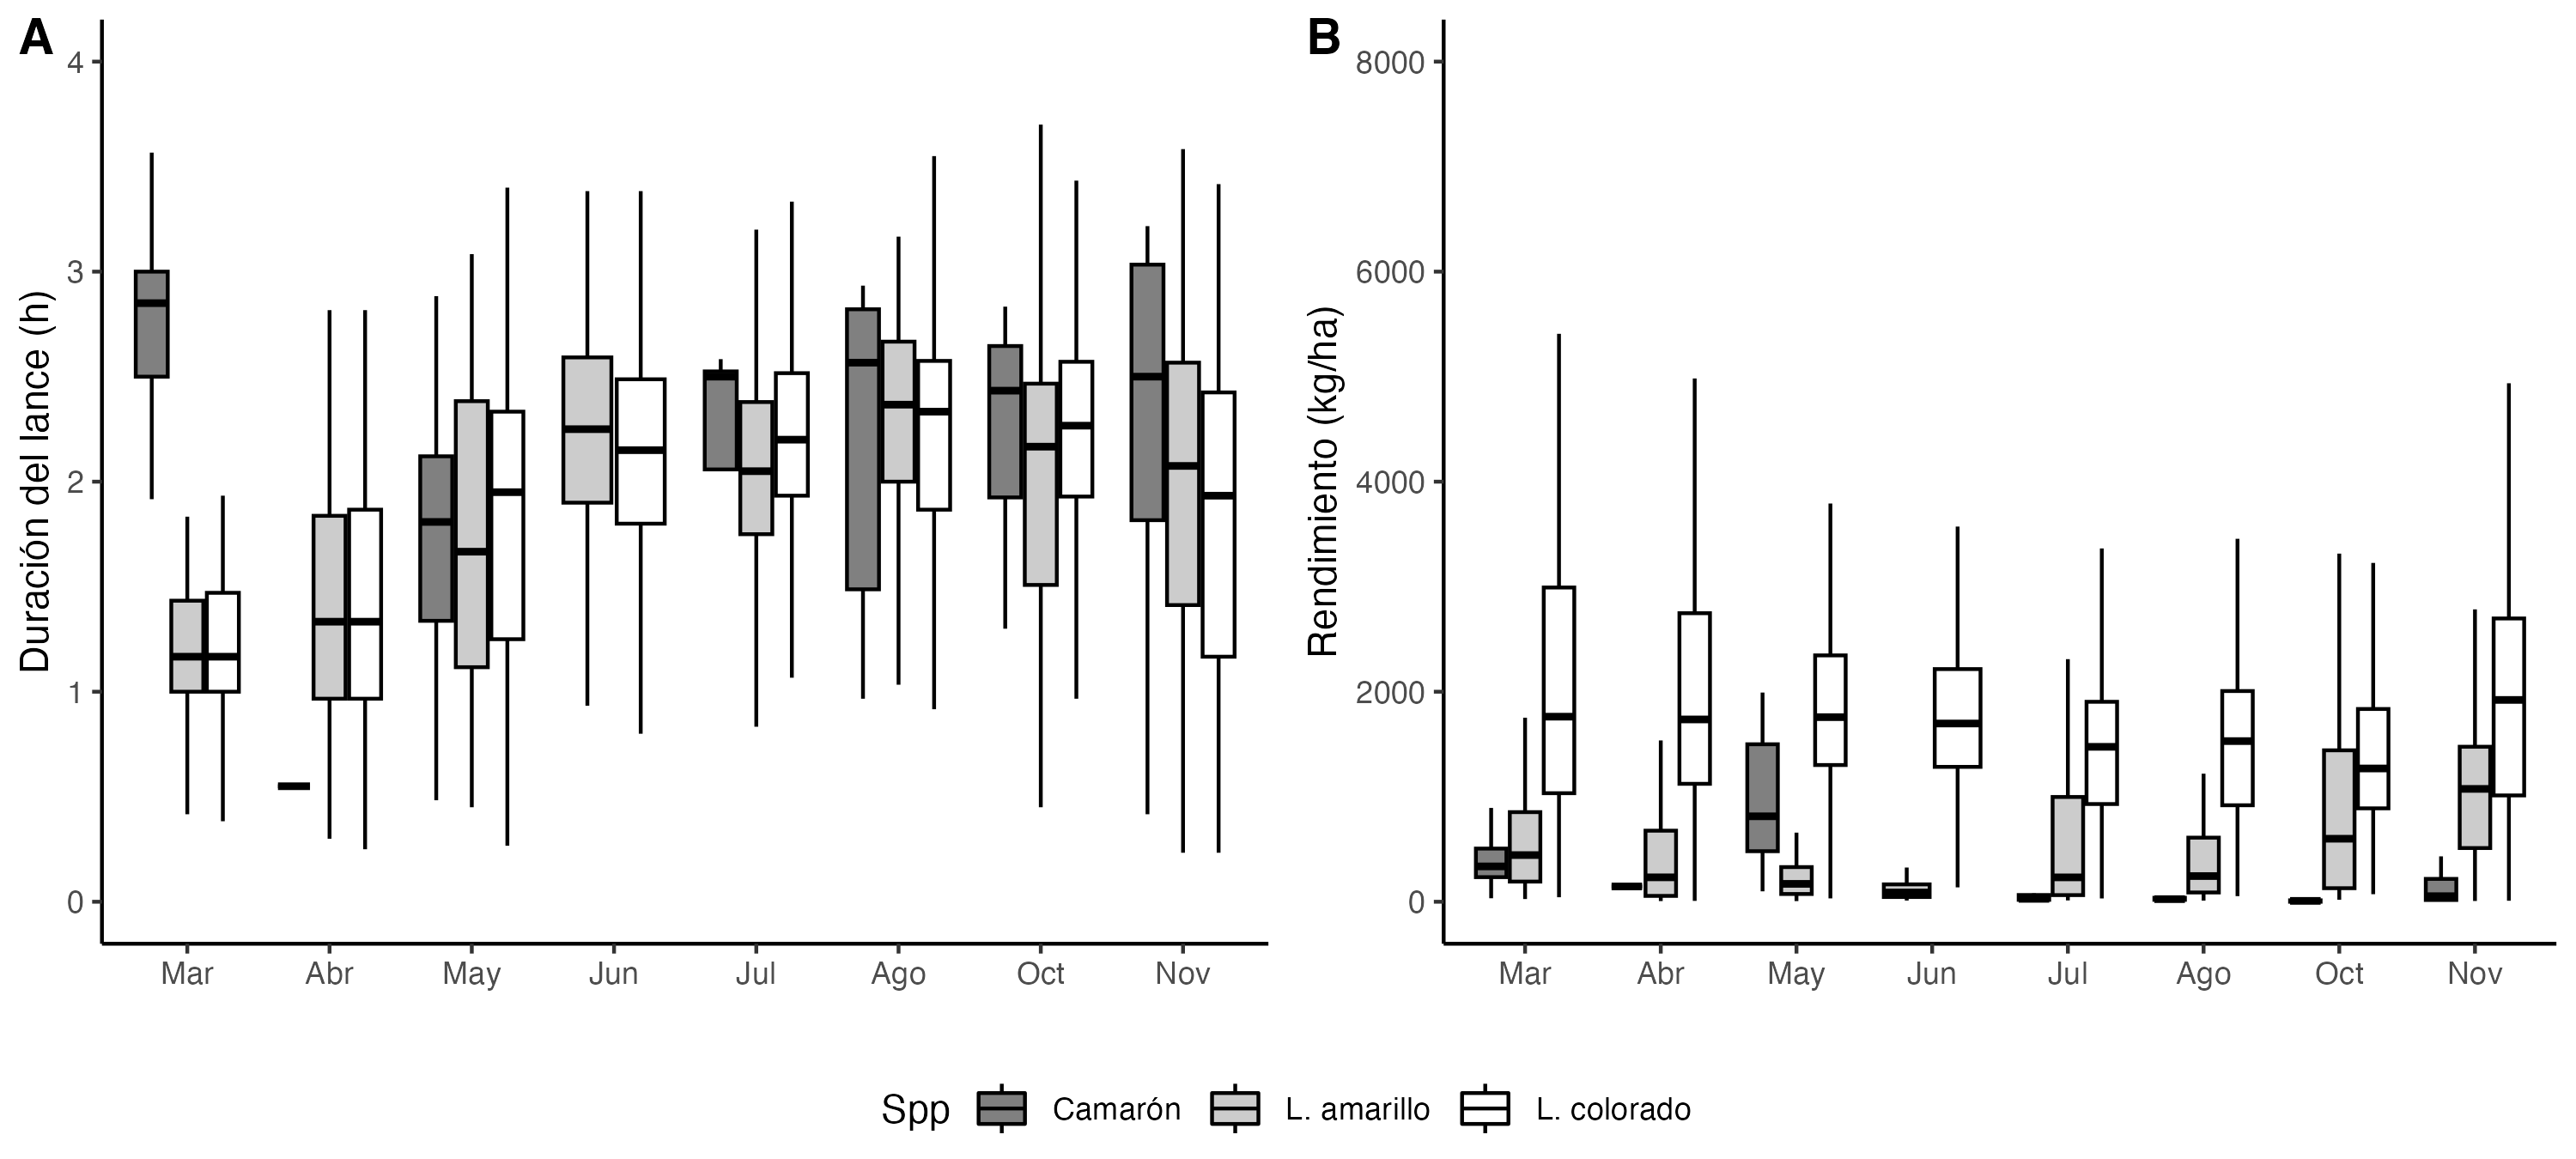 A
Duración del lance (h)
4
3
2
1
0
Mar Abr May Jun Jul Ago Oct Nov
B
Rendimiento (kg/ha)
8000
6000
4000
2000
0
Mar Abr May Jun Jul Ago Oct Nov
Spp Camarón L. amarillo L. colorado